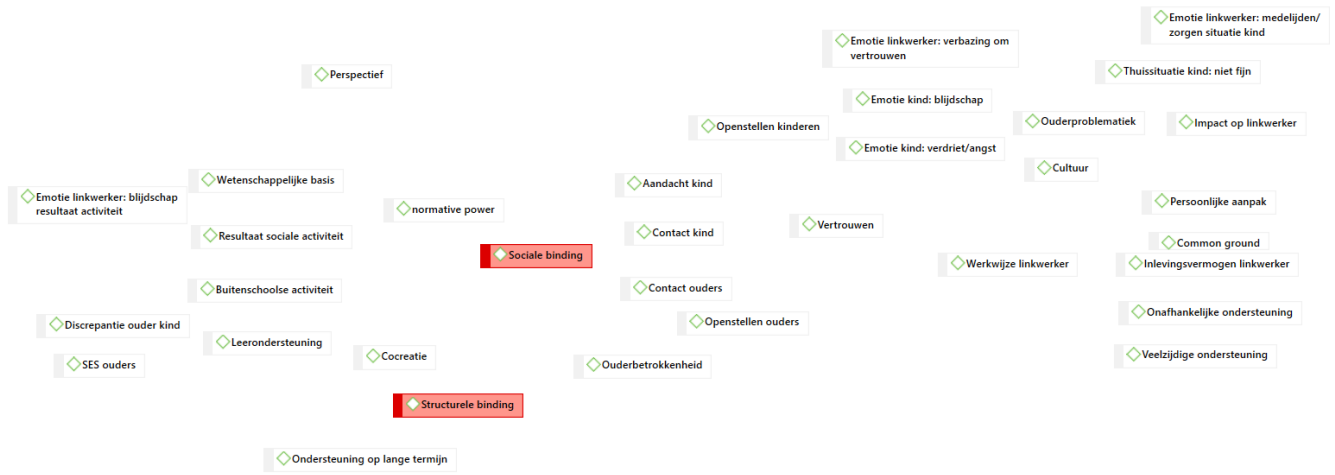 Emotie linkwerker: medelijden/
zorgen situatie kind
Emotie linkwerker: verbazing om
vertrouwen
Perspectief
Thuissituatie kind: niet fijn
Emotie kind: blijdschap
Openstellen kinderen
Ouderproblematiek
Impact op linkwerker
Emotie kind: verdriet/angst
Cultuur
Wetenschappelijke basis
Aandacht kind
Emotie linkwerker: blijdschap
resultaat activiteit
Persoonlijke aanpak
normative power
Vertrouwen
Contact kind
Resultaat sociale activiteit
Common ground
Sociale binding
Werkwijze linkwerker
Inlevingsvermogen linkwerker
Buitenschoolse activiteit
Contact ouders
Onafhankelijke ondersteuning
Openstellen ouders
Discrepantie ouder kind
Leerondersteuning
Cocreatie
Veelzijdige ondersteuning
SES ouders
Ouderbetrokkenheid
Structurele binding
Ondersteuning op lange termijn